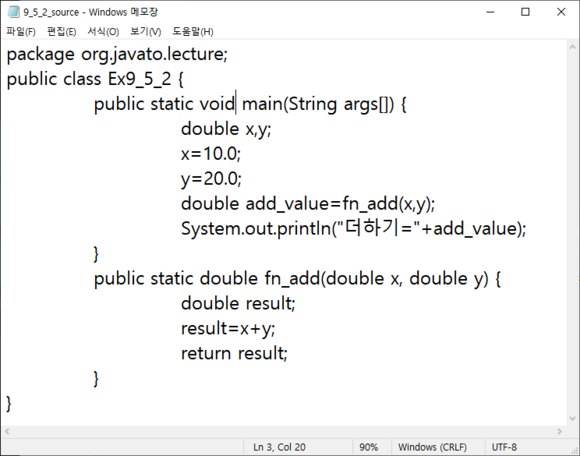 9_5_2_source - Windows 메모장
파일(F) 편집(E) 서식(O) 보기(V) 도움말(H)
package org.javato.lecture;
public class Ex9_5_2 {
public static void main(String args[]) {
double x,y;
x=10.0;
y=20.0;
double add_value=fn_add(x,y);
System.out.println("더하기="+add_value);
}
public static double fn_add(double x, double y) {
double result;
result=x+y;
return result;
}
}
Ln 3, Col 20 90% Windows (CRLF) UTF-8